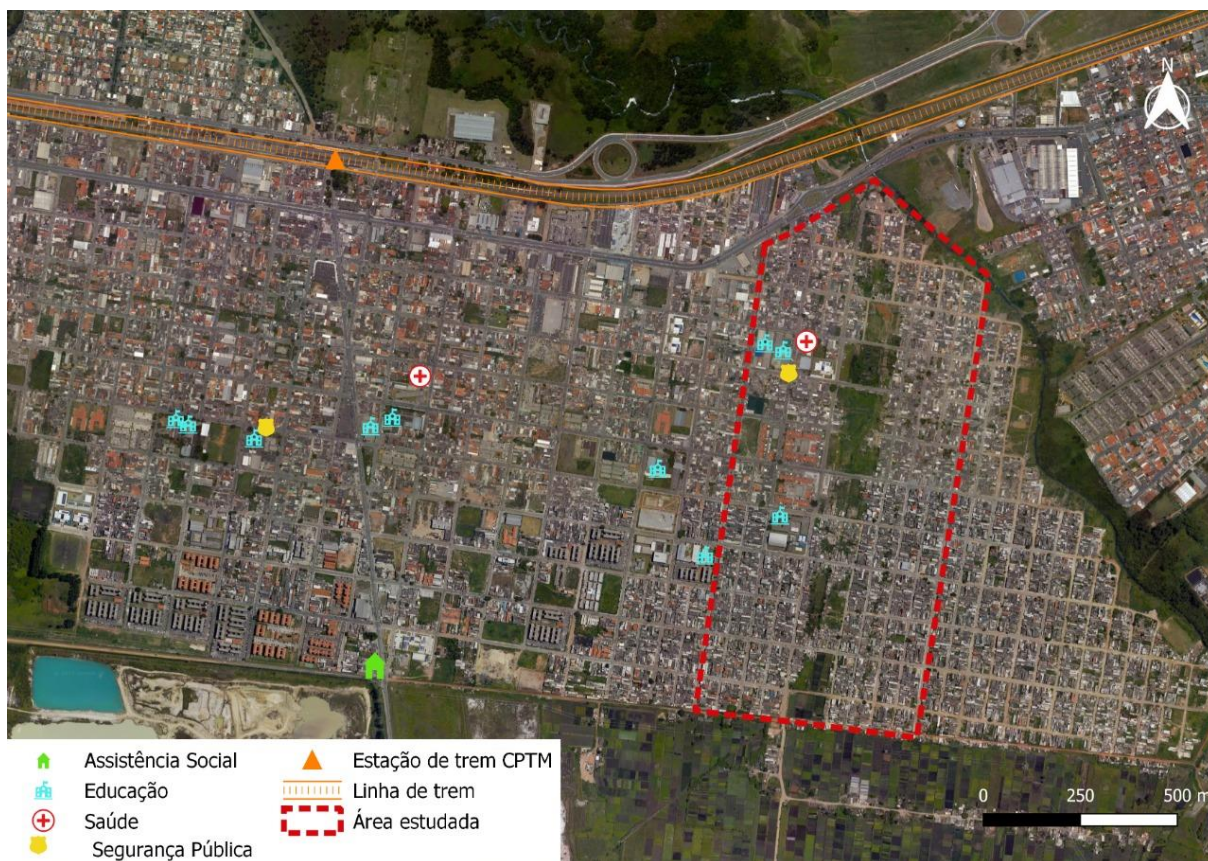 N
Assistência Social
Educação
Saúde
Segurança Pública
Estação de trem CPTM
Linha de trem
Área estudada
0 250 500 m